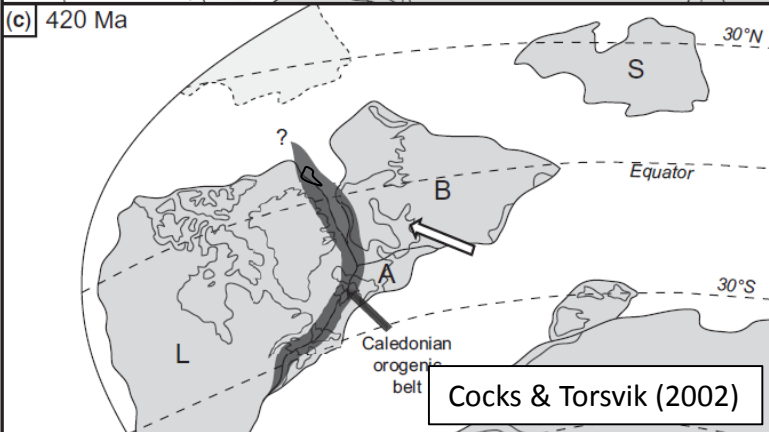 (c) 420 Ma
30°N
S
?
B
Equator
A
30°S
L
Caledonian
orogenic
belt
Cocks & Torsvik (2002)